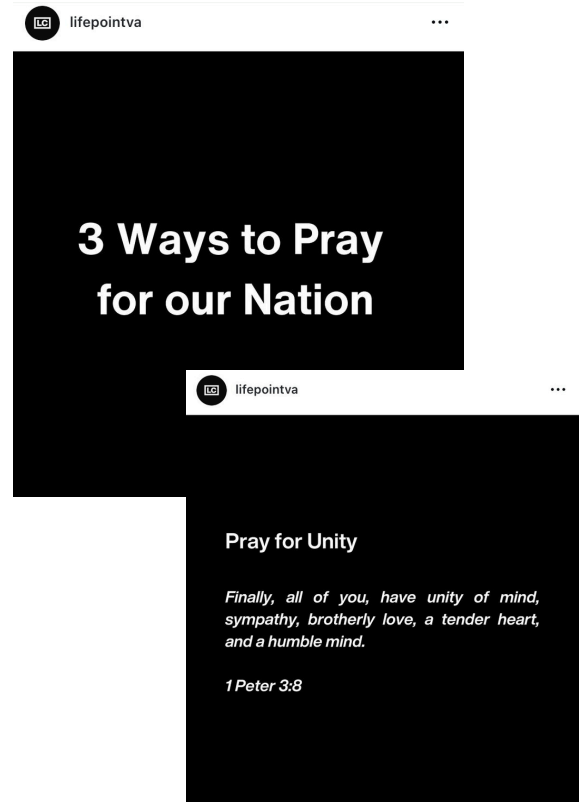 LC lifepointva
3 Ways to Pray
for our Nation
LC lifepointva
Pray for Unity
Finally, all of you, have unity of mind,
sympathy, brotherly love, a tender heart,
and a humble mind.
1 Peter 3:8